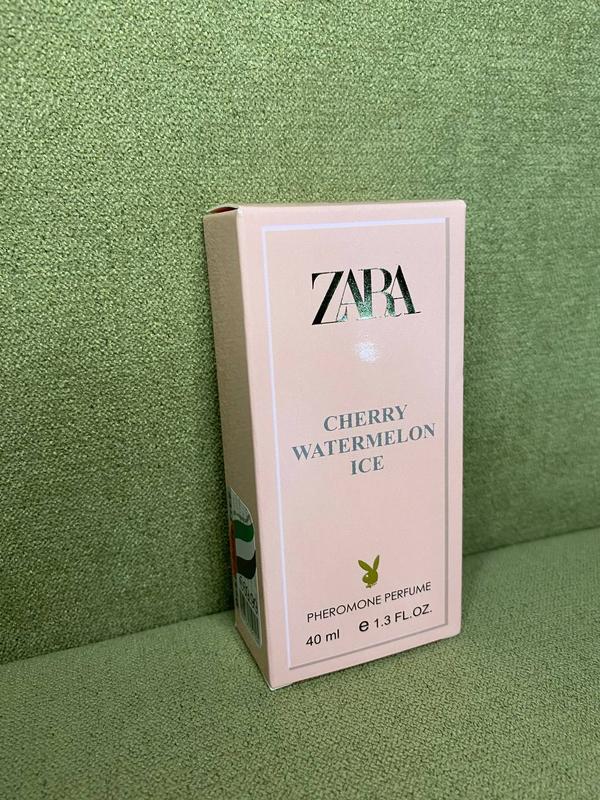 ZARA
CHERRY
WATERMELON
ICE
PHEROMONE PERFUME
40 ml e 1.3 FL.OZ.